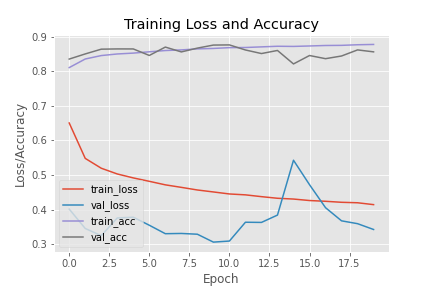 Training Loss and Accuracy
Loss/Accuracy
0.9
0.8
0.7
0.6
0.5
0.4
0.3
train_loss
val_loss
train_acc
val_acc
0.0 2.5 5.0 7.5 10.0 12.5 15.0 17.5
Epoch